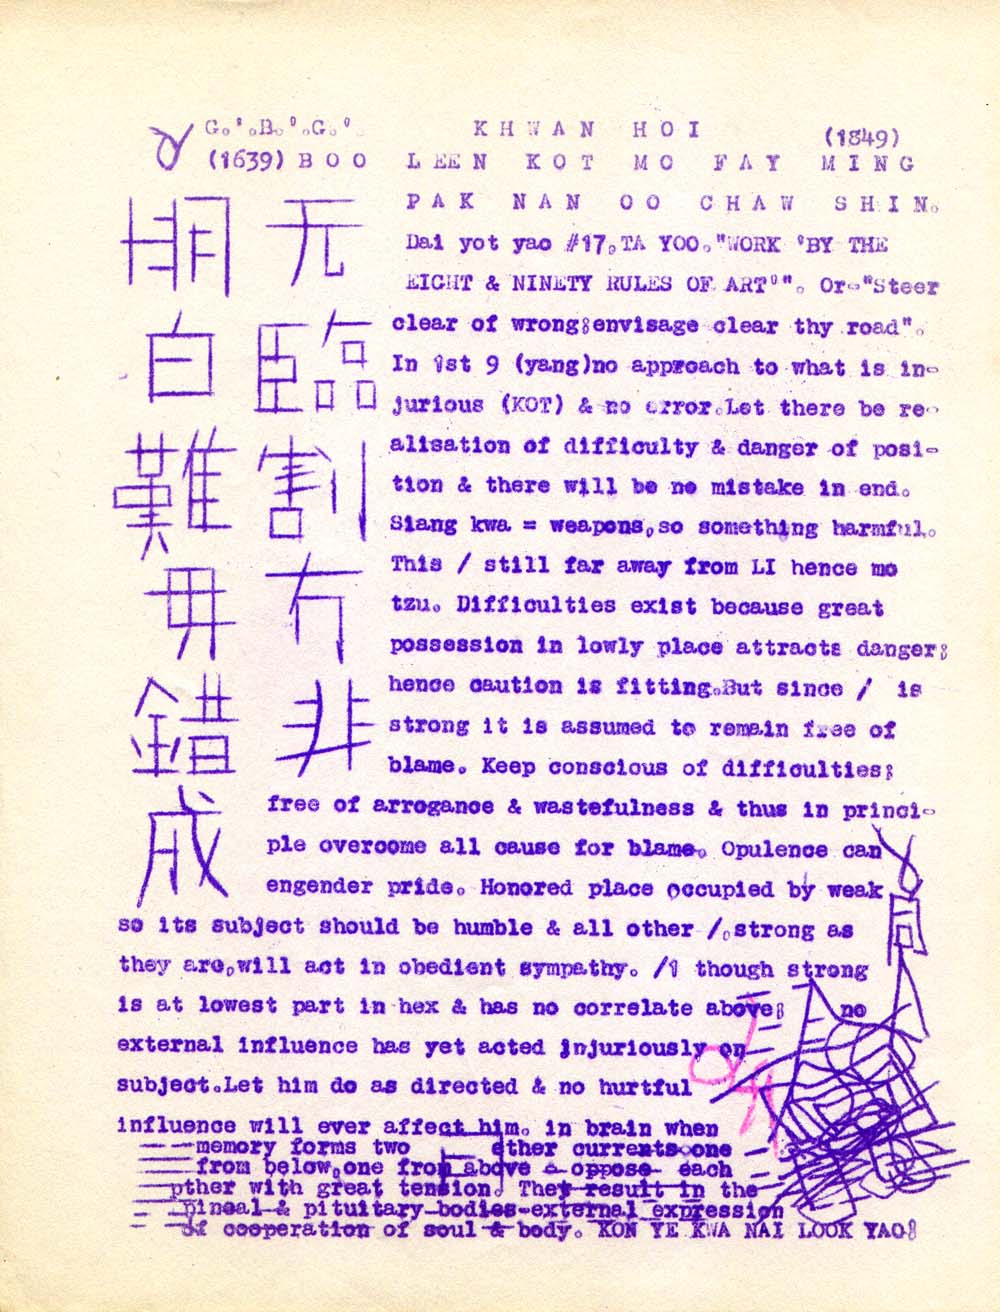 G.°.B.°.G.° KHWAN HOI (1849)
(1639) BOO LEEN KOT MO FAY MING
PAK NAN OO CHAW SHIN.
明 无
白 臨
難 割
毋 冇
錯 非
成
Dai yot yao #17.TA YOO."WORK 'BY THE
EIGHT & NINETY RULES OF ART'". Or-"Steer
clear of wrong;envisage clear thy road".
In 1st 9 (yang)no approach to what is in-
jurious (KOT) & no error.Let there be re-
alisation of difficulty & danger of posi-
tion & there will be no mistake in end.
Siang kwa = weapons,so something harmful.
This / still far away from LI hence mo
tzu. Difficulties exist because great
possession in lowly place attracts danger;
hence caution is fitting.But since / is
strong it is assumed to remain free of
blame. Keep conscious of difficulties;
free of arrogance & wastefulness & thus in princi-
ple overcome all cause for blame. Opulence can
engender pride. Honored place occupied by weak
so its subject should be humble & all other /,strong as
they are,will act in obedient sympathy. /1 though strong
is at lowest part in hex & has no correlate above; no
external influence has yet acted injuriously on
subject.Let him do as directed & no hurtful
influence will ever affect him. in brain when
memory forms two ether currents-one
from below,one from above - oppose each
other with great tension. They result in the
pineal & pituitary bodies-external expression
of cooperation of soul & body. KON YE KWA NAI LOOK YAO;